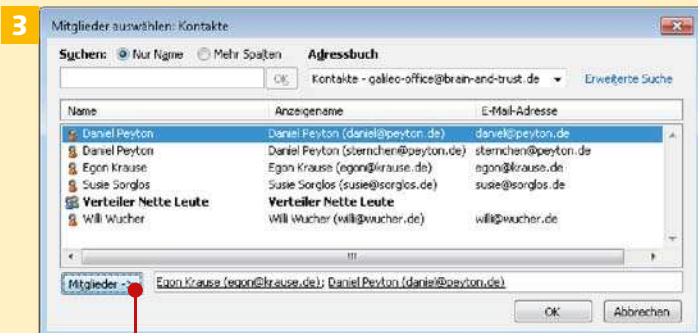 3
Mitglieder auswählen: Kontakte
Suchen: Nur Name Mehr Spalten Adressbuch
OK Kontakte - galileo-office@brain-and-trust.de Erweiterte Suche
Name Anzeigename E-Mail-Adresse
Daniel Peyton Daniel Peyton (daniel@peyton.de) daniel@peyton.de
Daniel Peyton Daniel Peyton (sternchen@peyton.de) sternchen@peyton.de
Egon Krause Egon Krause (egon@krause.de) egon@krause.de
Susie Sorglos Susie Sorglos (susie@sorglos.de) susie@sorglos.de
Verteiler Nette Leute Verteiler Nette Leute
Willi Wucher Willi Wucher (willi@wucher.de) willi@wucher.de
Mitglieder -> Egon Krause (egon@krause.de); Daniel Peyton (daniel@peyton.de)
OK Abbrechen